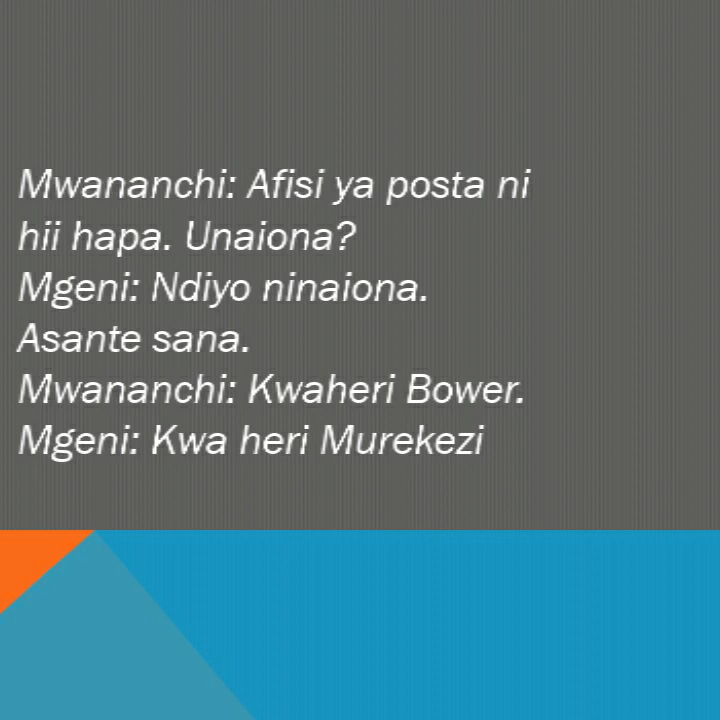 Mwananchi: Afisi ya posta ni
hii hapa. Unaiona?
Mgeni: Ndiyo ninaiona.
Asante sana.
Mwananchi: Kwaheri Bower.
Mgeni: Kwa heri Murekezi